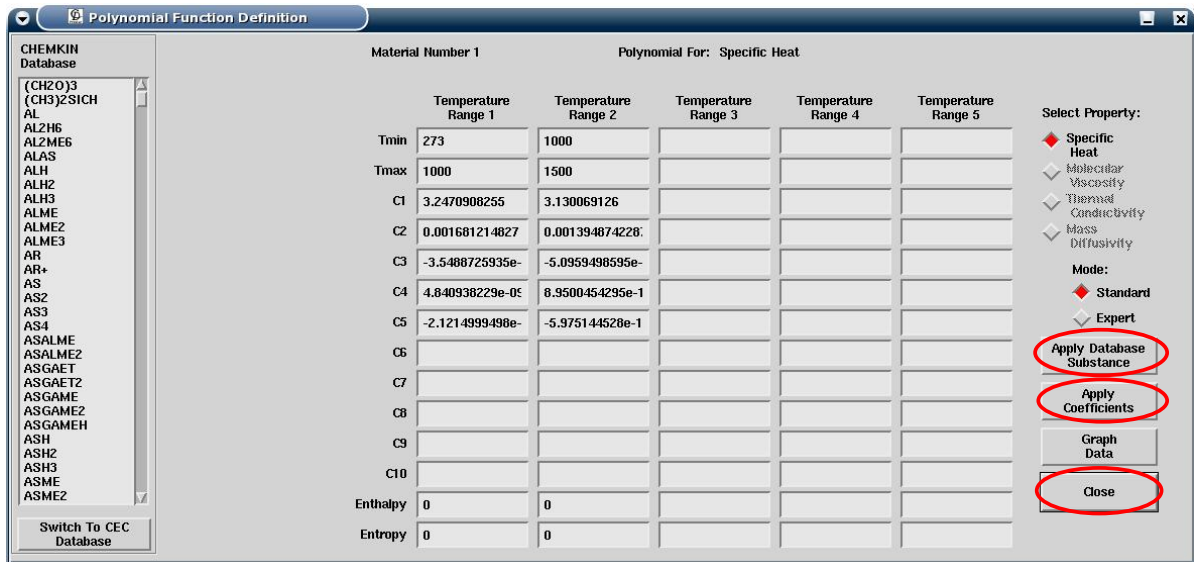 Polynomial Function Definition
CHEMKIN
Database
(CH2O)3
(CH3)2SICH
AL
AL2H6
AL2ME6
ALAS
ALH
ALH2
ALH3
ALME
ALME2
ALME3
AR
AR+
AS
AS2
AS3
AS4
ASALME
ASALME2
ASGAET
ASGAET2
ASGAME
ASGAME2
ASGAMEH
ASH
ASH2
ASH3
ASME
ASME2
Switch To CEC
Database
Material Number 1 Polynomial For: Specific Heat
Temperature Temperature Temperature Temperature Temperature
Range 1 Range 2 Range 3 Range 4 Range 5
Tmin 273 1000
Tmax 1000 1500
C1 3.2470908255 3.130069126
C2 0.001681214827 0.001394874228
C3 -3.5488725935e- -5.0959498595e-
C4 4.840938229e-09 8.9500454295e-1
C5 -2.1214999498e- -5.975144528e-1
C6
C7
C8
C9
C10
Enthalpy 0 0
Entropy 0 0
Select Property:
Specific
Heat
Molecular
Viscosity
Thermal
Conductivity
Mass
Diffusivity
Mode:
Standard
Expert
Apply Database
Substance
Apply
Coefficients
Graph
Data
Close